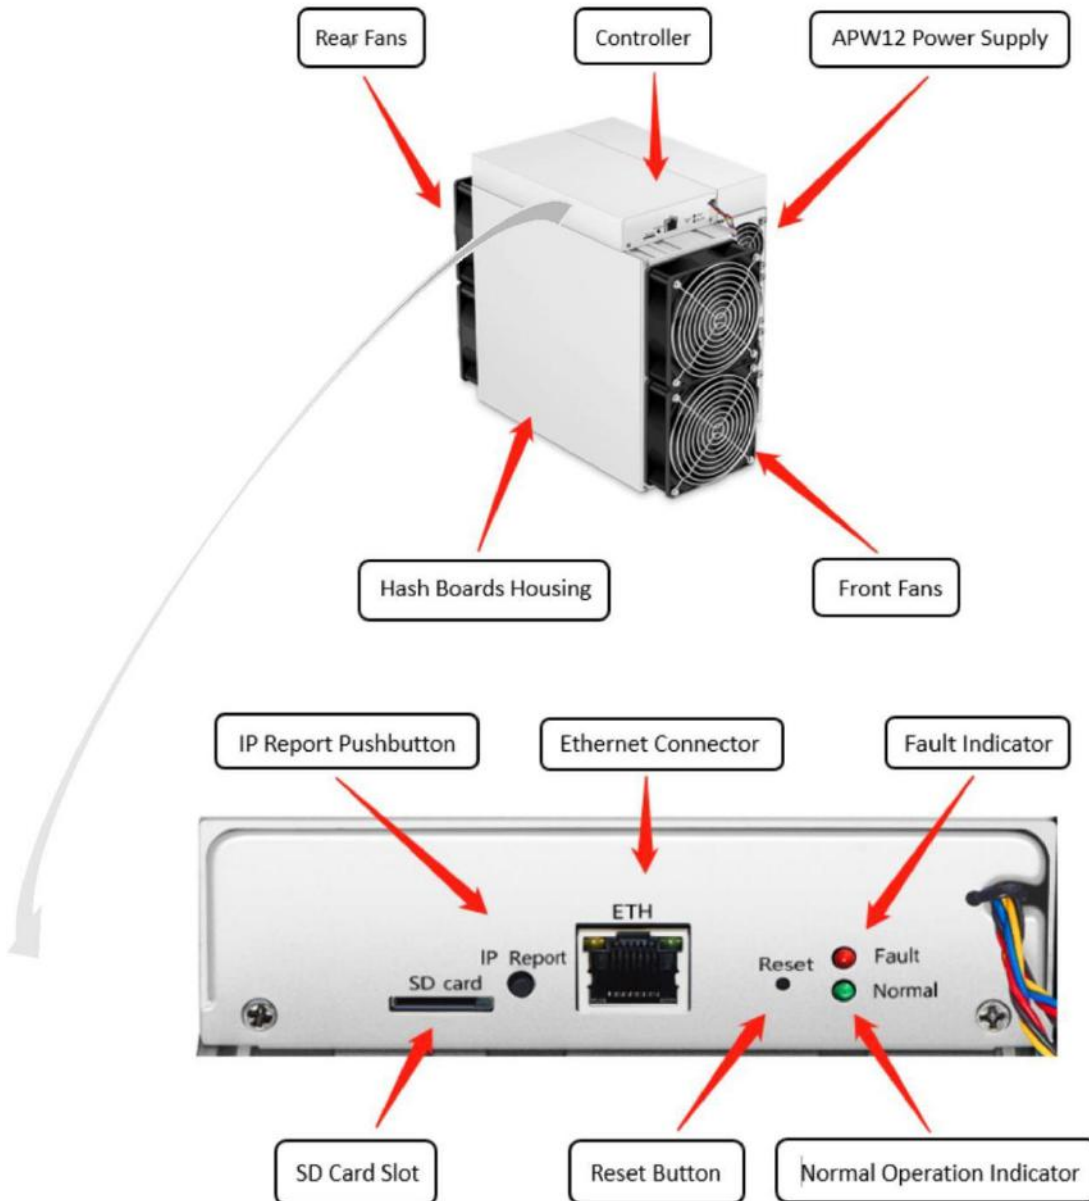 Rear Fans
Controller
APW12 Power Supply
Hash Boards Housing
Front Fans
IP Report Pushbutton
Ethernet Connector
Fault Indicator
ETH
IP Report
SD card
Reset
Fault
Normal
SD Card Slot
Reset Button
Normal Operation Indicator